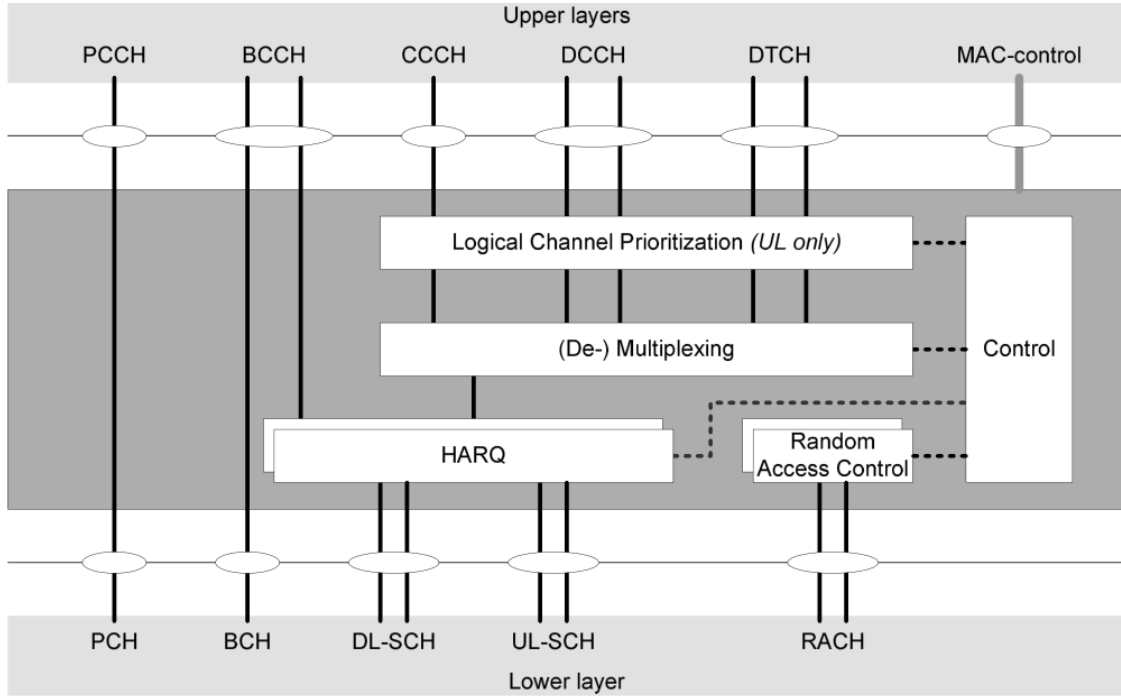 Upper layers
PCCH BCCH CCCH DCCH DTCH MAC-control
Logical Channel Prioritization (UL only)
(De-) Multiplexing
Control
HARQ
Random
Access Control
PCH BCH DL-SCH UL-SCH RACH
Lower layer